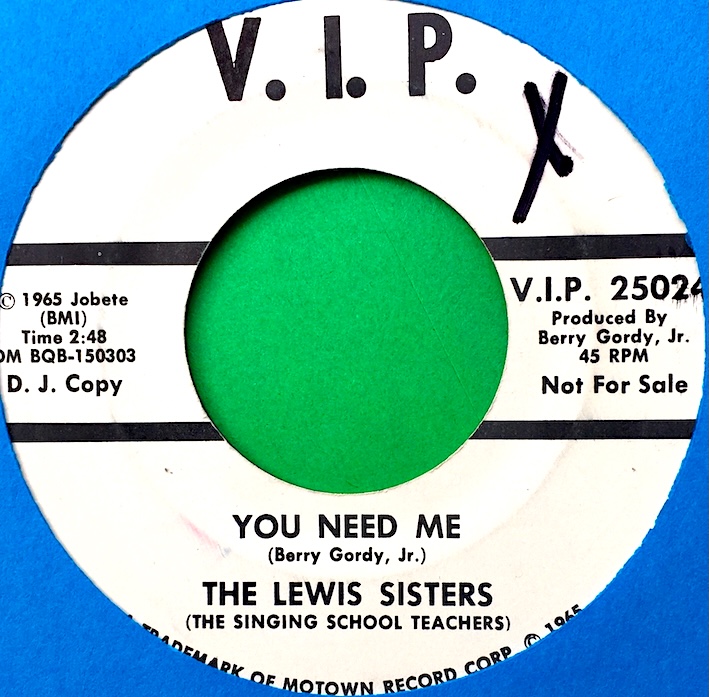 V. I. P.
X
© 1965 Jobete
(BMI)
Time 2:48
DM BQB-150303
D. J. Copy
V.I.P. 25024
Produced By
Berry Gordy, Jr.
45 RPM
Not For Sale
YOU NEED ME
(Berry Gordy, Jr.)
THE LEWIS SISTERS
(THE SINGING SCHOOL TEACHERS)
A TRADEMARK OF MOTOWN RECORD CORP. © 1965